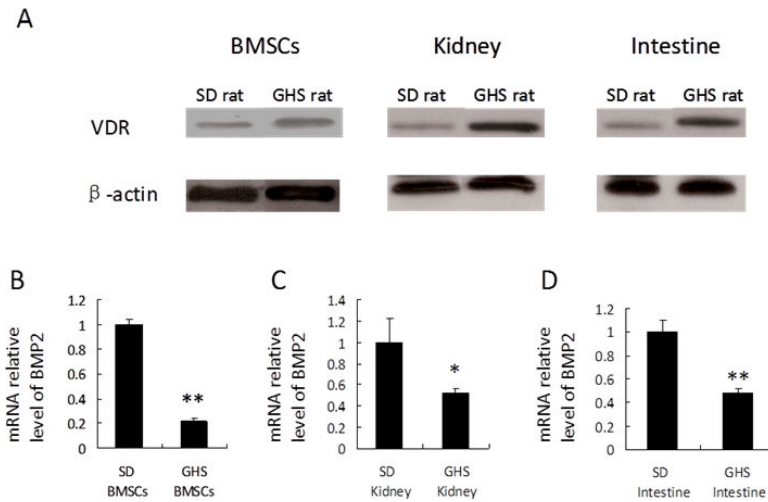 A
BMSCs Kidney Intestine
SD rat GHS rat SD rat GHS rat SD rat GHS rat
VDR
β-actin
B C D
mRNA relative
level of BMP2
1.2
1
0.8
0.6
0.4
0.2
0
**
SD
BMSCs
GHS
BMSCs
mRNA relative
level of BMP2
1.4
1.2
1
0.8
0.6
0.4
0.2
0
*
SD
Kidney
GHS
Kidney
mRNA relative
level of BMP2
1.2
1
0.8
0.6
0.4
0.2
0
**
SD
Intestine
GHS
Intestine